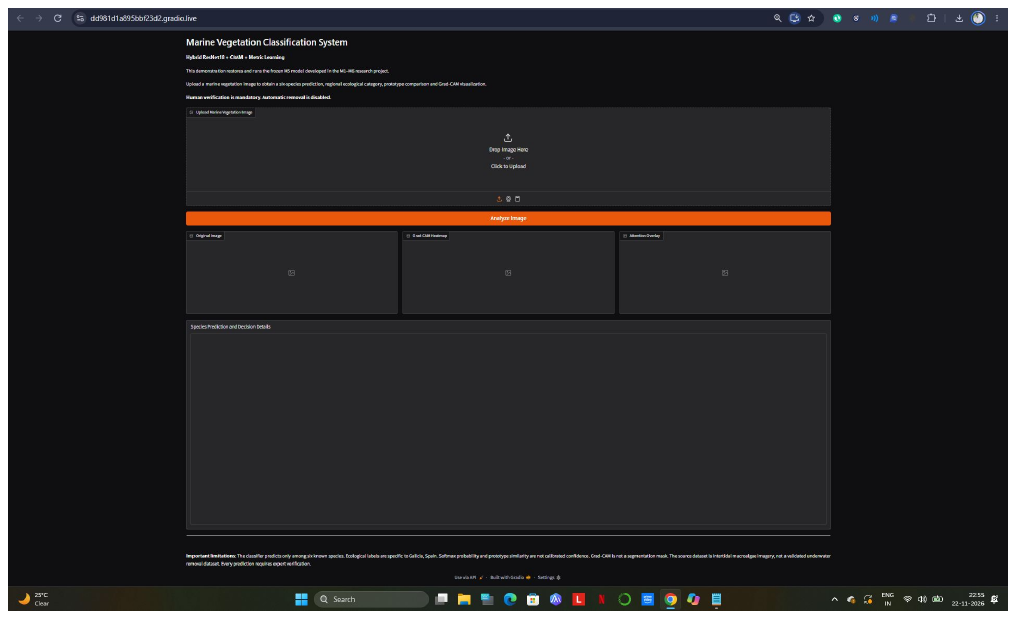 dd981d1a895bbf23d2.gradio.live
Marine Vegetation Classification System
Hybrid ResNet18 + CBAM + Metric Learning
This demonstration restores and runs the frozen M5 model developed in the M1–M6 research project.
Upload a marine vegetation image to obtain a six-species prediction, regional ecological category, prototype comparison and Grad-CAM visualization.
Human verification is mandatory. Automatic removal is disabled.
Upload Marine Vegetation Image
Drop Image Here
- or -
Click to Upload
Analyze Image
Original Image
Grad-CAM Heatmap
Attention Overlay
Species Prediction and Decision Details
Important limitations: The classifier predicts only among six known species. Ecological labels are specific to Galicia, Spain. Softmax probability and prototype similarity are not calibrated confidence. Grad-CAM is not a segmentation mask. The source dataset is intertidal macroalgae imagery, not a validated underwater
removal dataset. Every prediction requires expert verification.
Use via API · Built with Gradio · Settings
25°C
Clear
Search
ENG
IN
22:55
22-11-2026